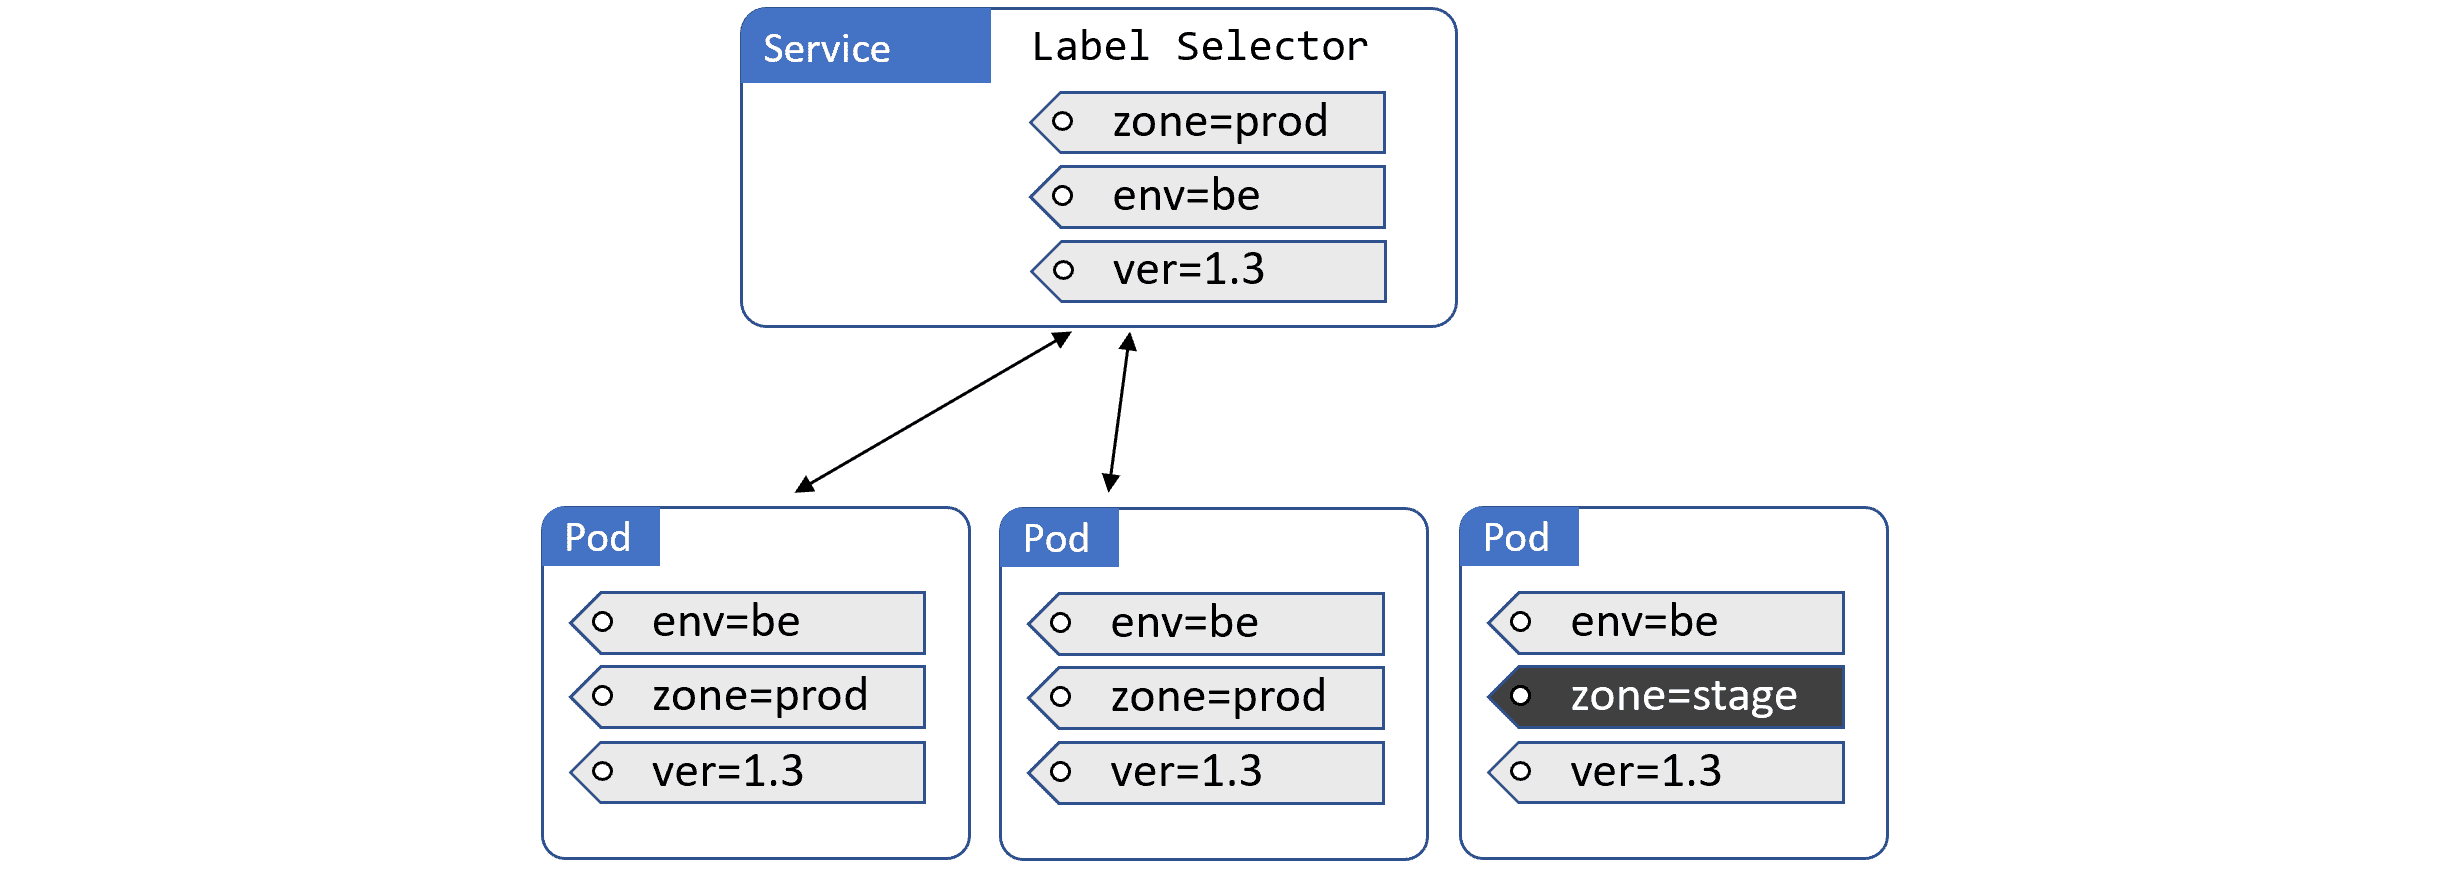 Service
Label Selector
zone=prod
env=be
ver=1.3
Pod
env=be
zone=prod
ver=1.3
Pod
env=be
zone=prod
ver=1.3
Pod
env=be
zone=stage
ver=1.3